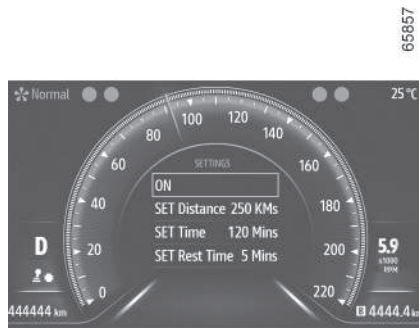 65857
Normal
25 °C
100 120
80 140
60 160
40 180
20 200
0 220
SETTINGS
ON
SET Distance 250 KMs
SET Time 120 Mins
SET Rest Time 5 Mins
D
5.9
x1000
RPM
444444 km
B 4444.4